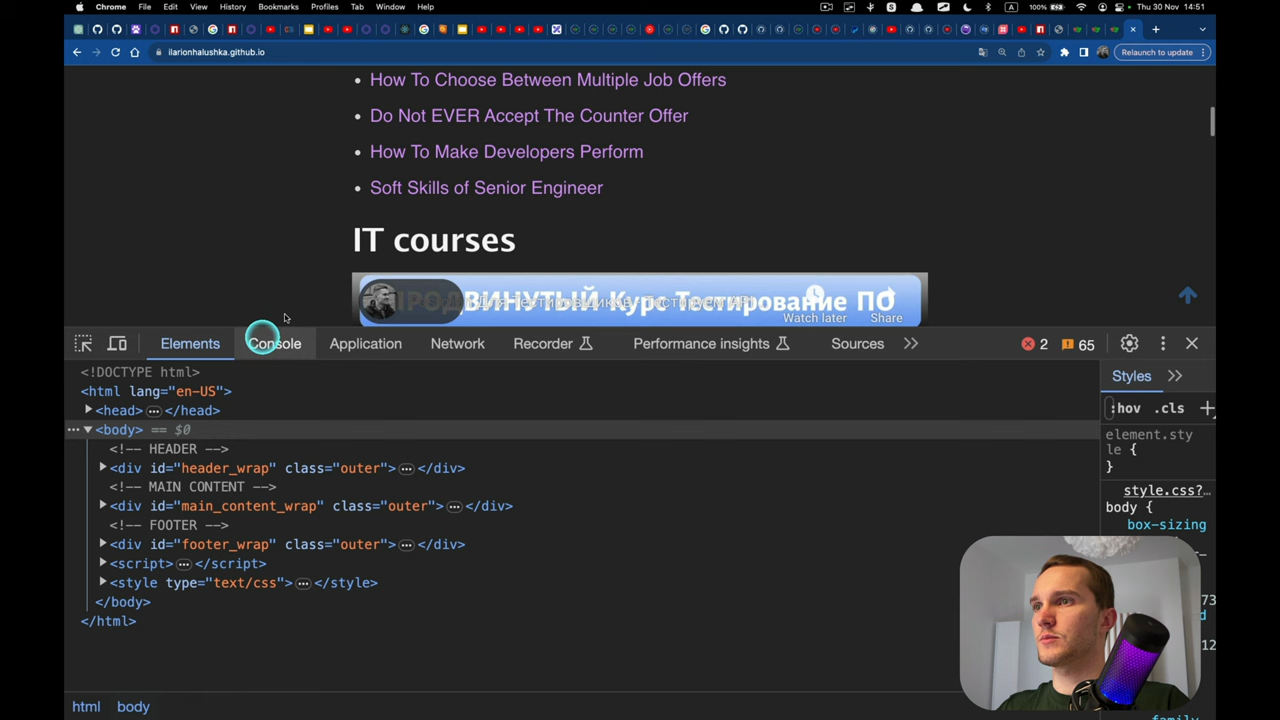 Chrome File Edit View History Bookmarks Profiles Tab Window Help
100% Thu 30 Nov 14:51
ilarionhalushka.github.io
Relaunch to update
How To Choose Between Multiple Job Offers
Do Not EVER Accept The Counter Offer
How To Make Developers Perform
Soft Skills of Senior Engineer
IT courses
ПРОДВИНУТЫЙ Курс Тестирование ПО
Watch later Share
Elements Console Application Network Recorder Performance insights Sources 2 65
<!DOCTYPE html>
<html lang="en-US">
<head> </head>
<body> == $0
<!-- HEADER -->
<div id="header_wrap" class="outer"> </div>
<!-- MAIN CONTENT -->
<div id="main_content_wrap" class="outer"> </div>
<!-- FOOTER -->
<div id="footer_wrap" class="outer"> </div>
<script> </script>
<style type="text/css"> </style>
</body>
</html>
html body
Styles
:hov .cls
element.sty
le {
}
style.css?…
body {
box-sizing
73
12